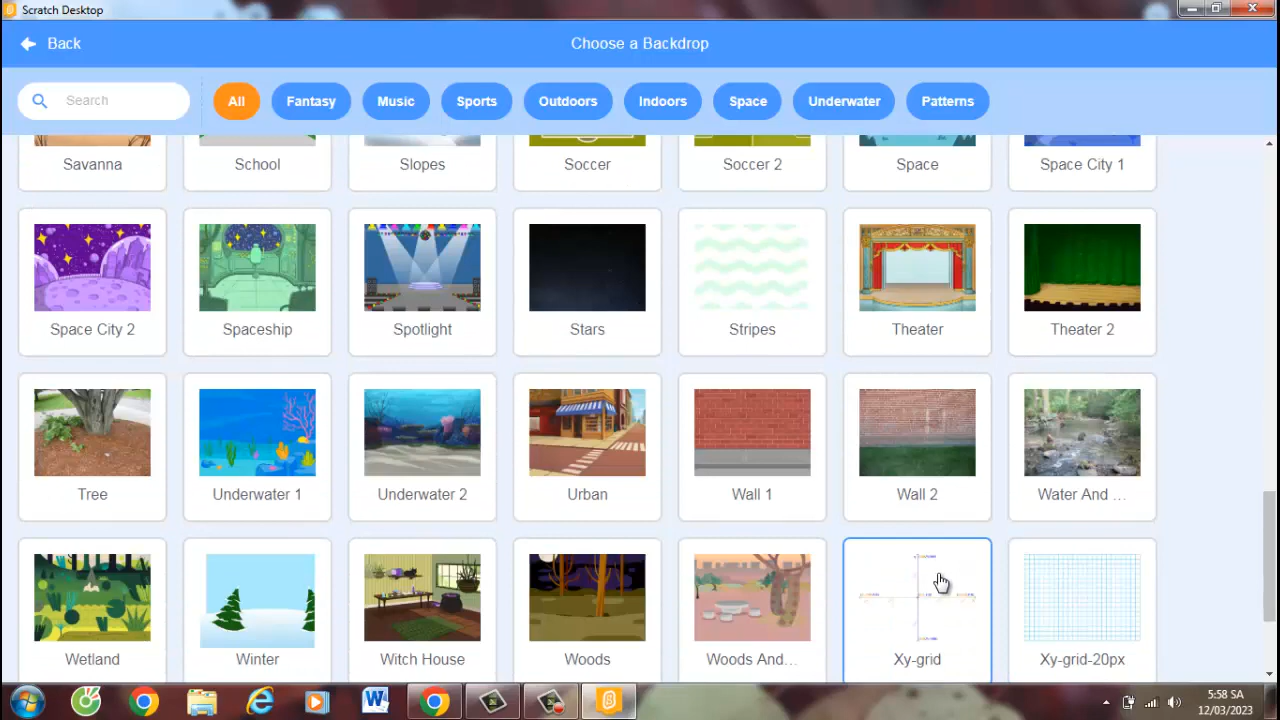 Scratch Desktop
Back
Choose a Backdrop
Search
All Fantasy Music Sports Outdoors Indoors Space Underwater Patterns
Savanna School Slopes Soccer Soccer 2 Space Space City 1
Space City 2 Spaceship Spotlight Stars Stripes Theater Theater 2
Tree Underwater 1 Underwater 2 Urban Wall 1 Wall 2 Water And ...
Wetland Winter Witch House Woods Woods And... Xy-grid Xy-grid-20px
5:58 SA
12/03/2023